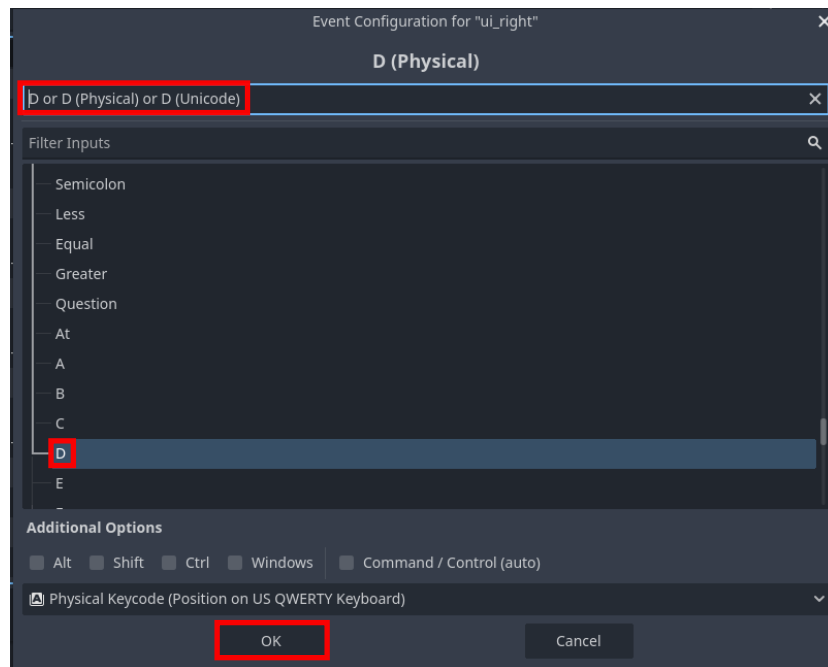 Event Configuration for "ui_right"
D (Physical)
D or D (Physical) or D (Unicode)
Filter Inputs
Semicolon
Less
Equal
Greater
Question
At
A
B
C
D
E
Additional Options
Alt Shift Ctrl Windows Command / Control (auto)
Physical Keycode (Position on US QWERTY Keyboard)
OK Cancel